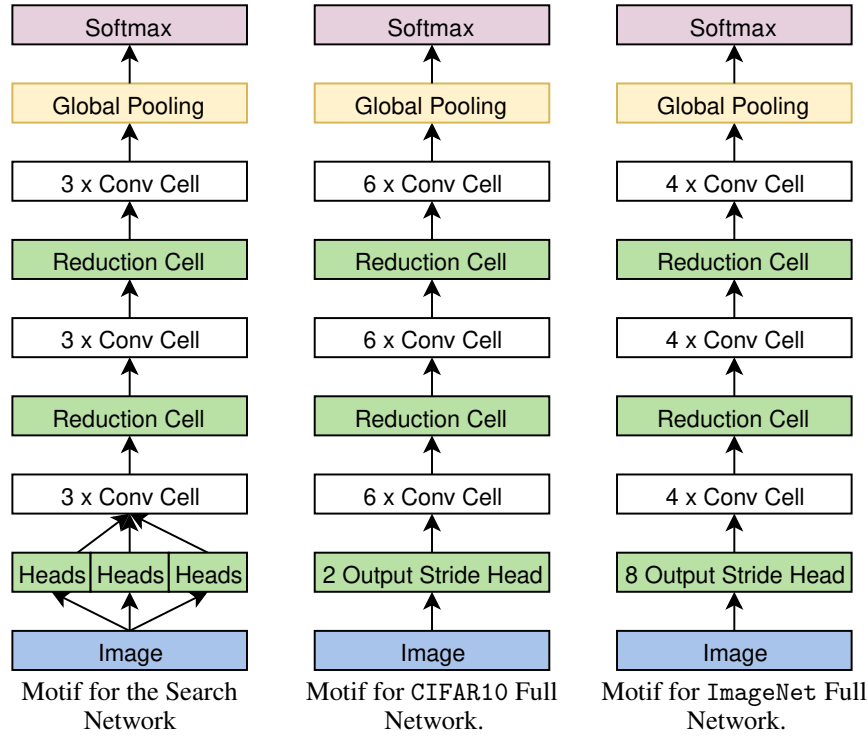 Softmax
Global Pooling
3 x Conv Cell
Reduction Cell
3 x Conv Cell
Reduction Cell
3 x Conv Cell
Heads Heads Heads
Image
Motif for the Search
Network
Softmax
Global Pooling
6 x Conv Cell
Reduction Cell
6 x Conv Cell
Reduction Cell
6 x Conv Cell
2 Output Stride Head
Image
Motif for CIFAR10 Full
Network.
Softmax
Global Pooling
4 x Conv Cell
Reduction Cell
4 x Conv Cell
Reduction Cell
4 x Conv Cell
8 Output Stride Head
Image
Motif for ImageNet Full
Network.